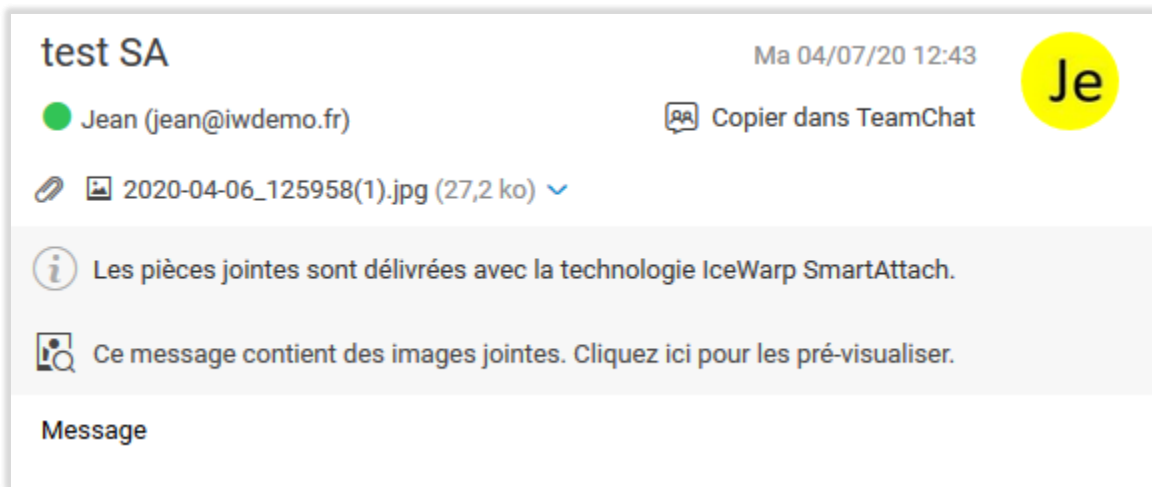 test SA
Ma 04/07/20 12:43
Je
Jean (jean@iwdemo.fr)
Copier dans TeamChat
2020-04-06_125958(1).jpg (27,2 ko)
Les pièces jointes sont délivrées avec la technologie IceWarp SmartAttach.
Ce message contient des images jointes. Cliquez ici pour les pré-visualiser.
Message